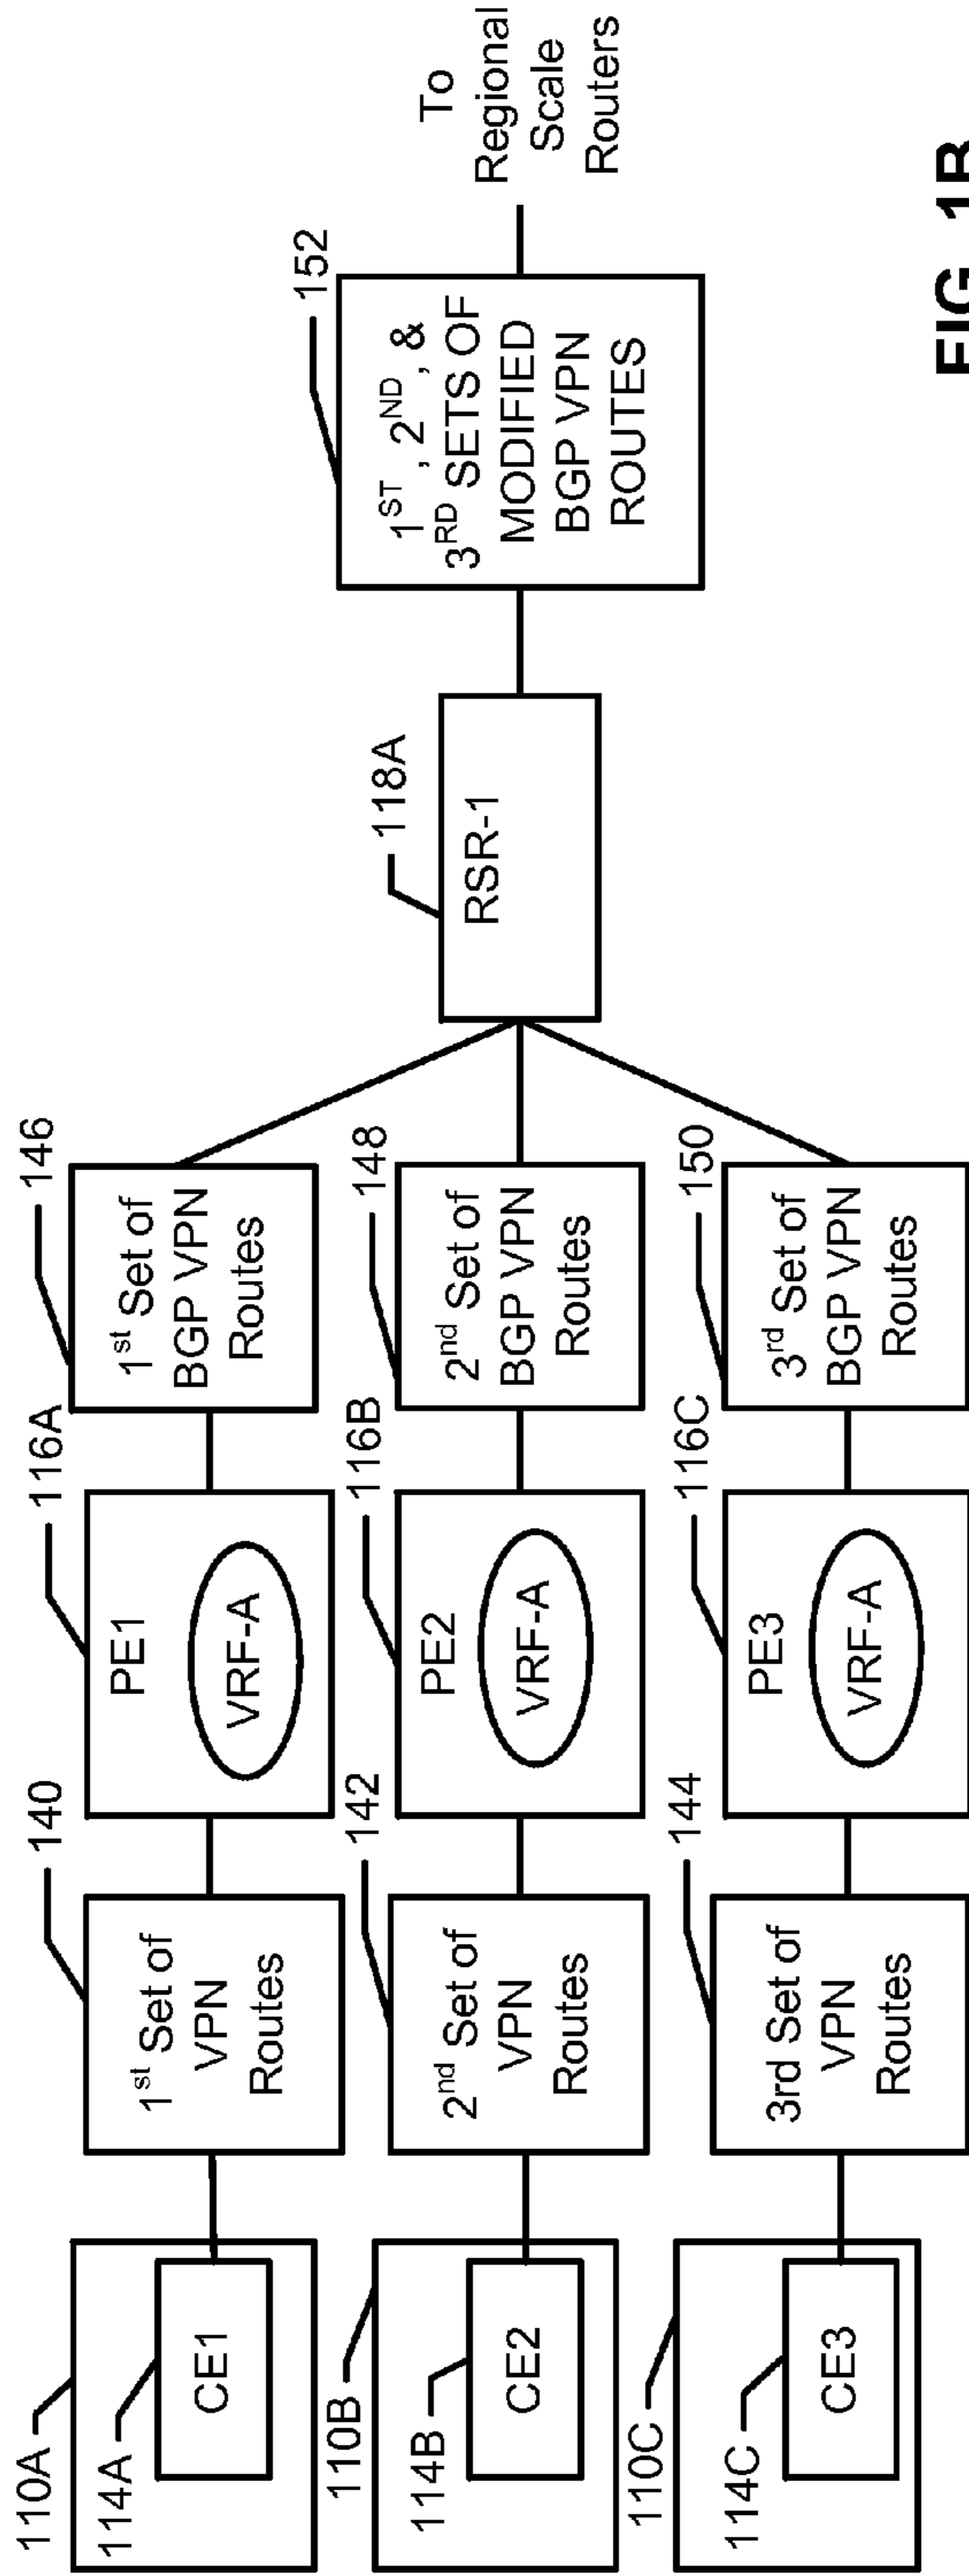 110A
114A
CE1
140
1st Set of
VPN
Routes
116A
PE1
VRF-A
146
1st Set of
BGP VPN
Routes
110B
114B
CE2
142
2nd Set of
VPN
Routes
116B
PE2
VRF-A
148
2nd Set of
BGP VPN
Routes
110C
114C
CE3
144
3rd Set of
VPN
Routes
116C
PE3
VRF-A
150
3rd Set of
BGP VPN
Routes
118A
RSR-1
152
1ST, 2ND, &
3RD SETS OF
MODIFIED
BGP VPN
ROUTES
To
Regional
Scale
Routers
FIG. 1B